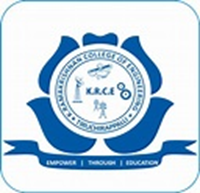 K.RAMAKRISHNAN COLLEGE OF ENGINEERING
K.R.C.E
TIRUCHIRAPPALLI
EMPOWER | THROUGH | EDUCATION